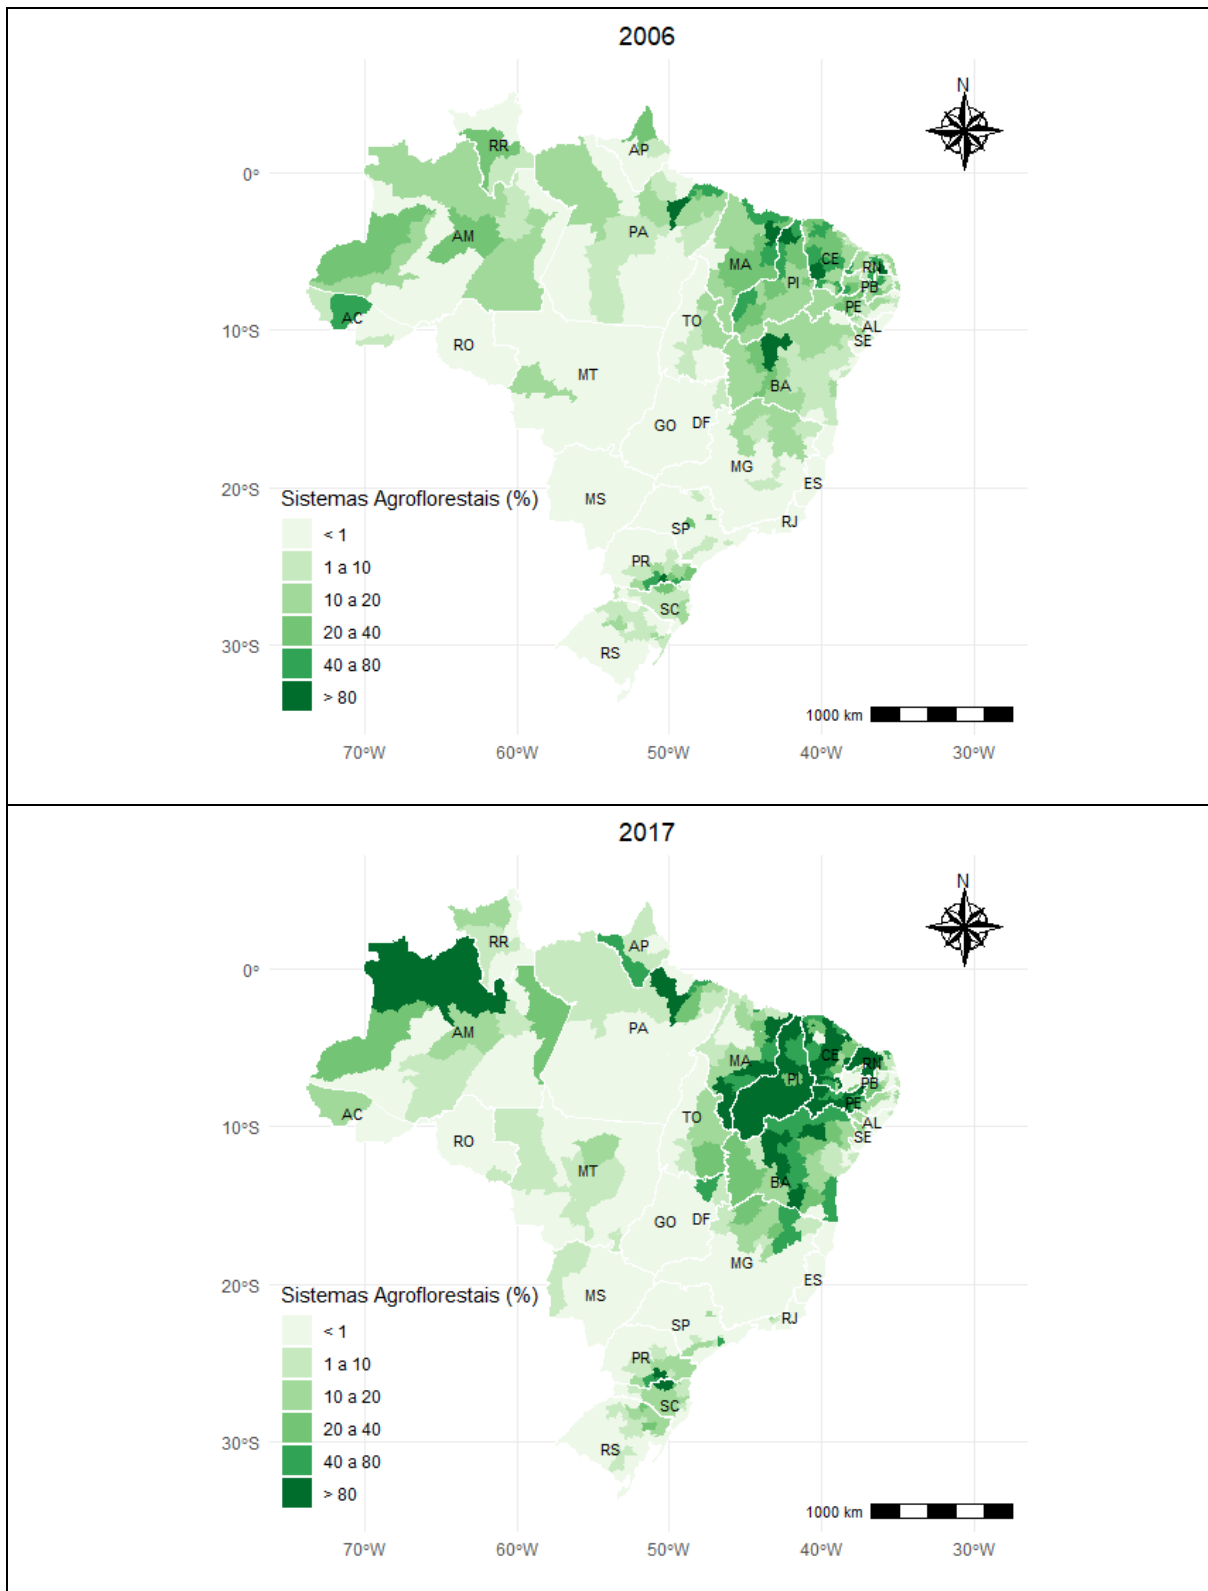 2006
N
RR
AP
0°
AM
PA
MA
CE
RN
PI
PB
PE
AC
TO
AL
10°S
RO
SE
MT
BA
GO
DF
MG
ES
20°S
MS
Sistemas Agroflorestais (%)
RJ
SP
< 1
PR
1 a 10
10 a 20
SC
20 a 40
30°S
RS
40 a 80
> 80
1000 km
70°W 60°W 50°W 40°W 30°W
2017
N
RR
AP
0°
AM
PA
MA
CE
RN
PI
PB
PE
AC
TO
AL
10°S
RO
SE
MT
BA
GO
DF
MG
ES
20°S
MS
Sistemas Agroflorestais (%)
RJ
SP
< 1
PR
1 a 10
10 a 20
SC
20 a 40
30°S
RS
40 a 80
> 80
1000 km
70°W 60°W 50°W 40°W 30°W